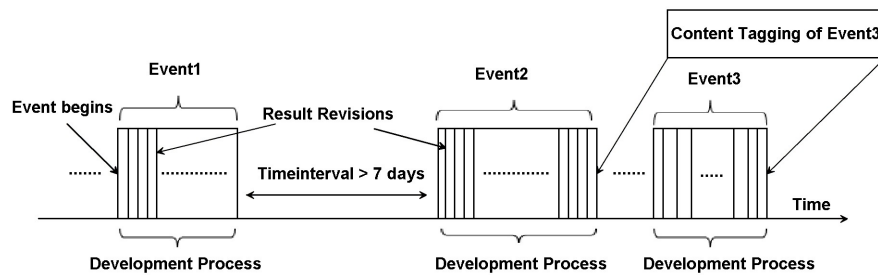 Content Tagging of Event3
Event1
Event2
Event3
Event begins
Result Revisions
Timeinterval > 7 days
Time
Development Process
Development Process
Development Process